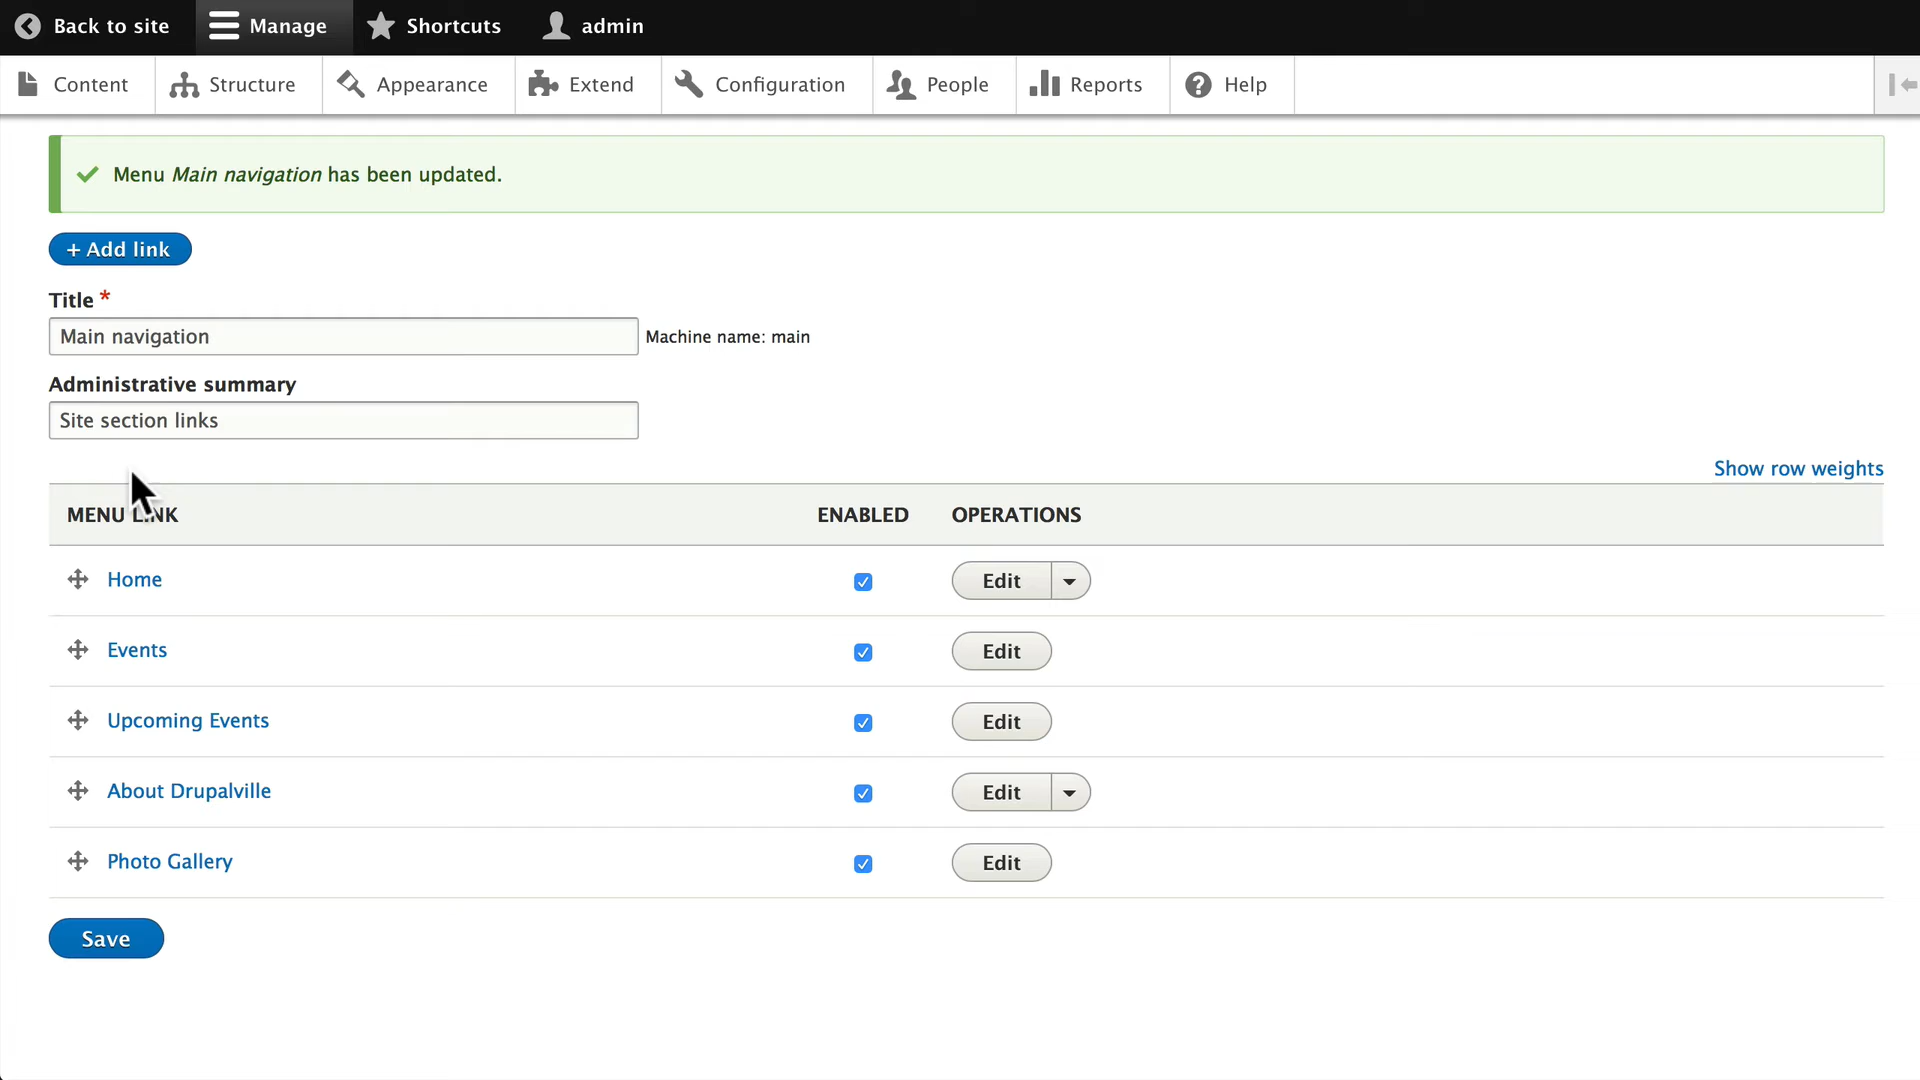 Back to site Manage Shortcuts admin
Content Structure Appearance Extend Configuration People Reports Help
Menu Main navigation has been updated.
+ Add link
Title *
Main navigation Machine name: main
Administrative summary
Site section links
Show row weights
MENU LINK ENABLED OPERATIONS
Home Edit
Events Edit
Upcoming Events Edit
About Drupalville Edit
Photo Gallery Edit
Save